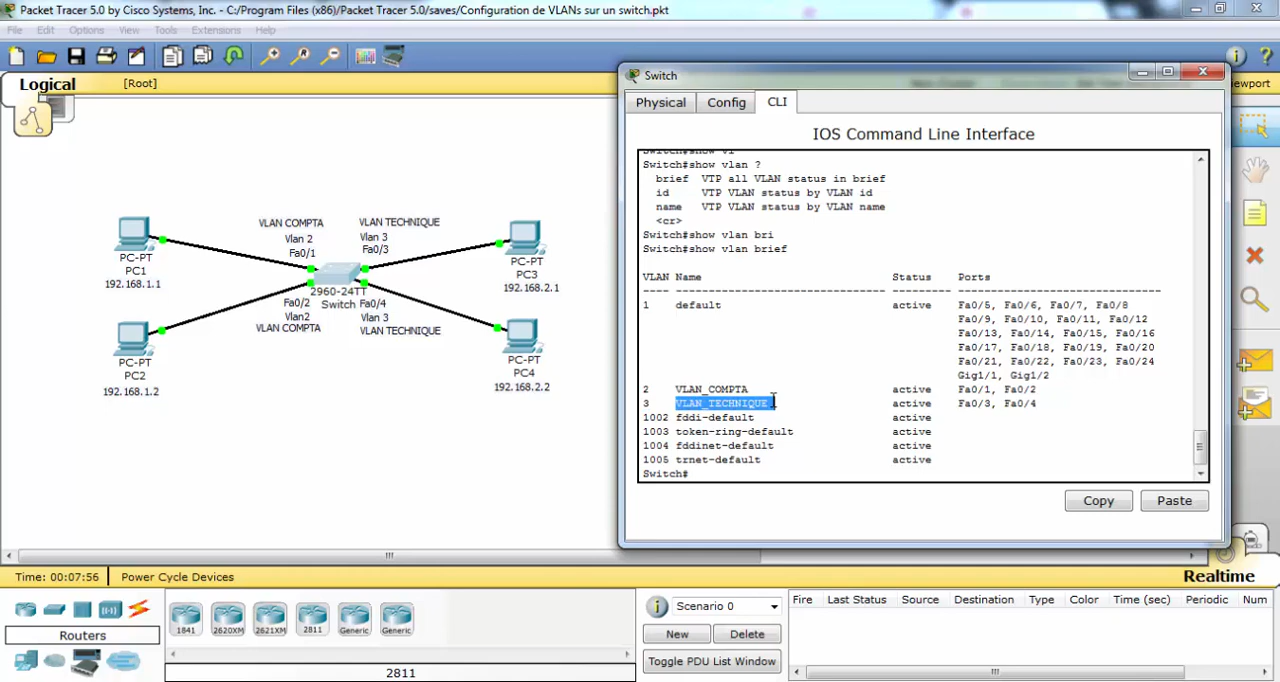 Packet Tracer 5.0 by Cisco Systems, Inc. - C:/Program Files (x86)/Packet Tracer 5.0/saves/Configuration de VLANs sur un switch.pkt
File Edit Options View Tools Extensions Help
Logical
[Root]
VLAN COMPTA
Vlan 2
Fa0/1
VLAN TECHNIQUE
Vlan 3
Fa0/3
PC-PT
PC1
192.168.1.1
PC-PT
PC3
192.168.2.1
2960-24TT
Switch
Fa0/2
Vlan2
VLAN COMPTA
Fa0/4
Vlan 3
VLAN TECHNIQUE
PC-PT
PC2
192.168.1.2
PC-PT
PC4
192.168.2.2
Switch
Physical Config CLI
IOS Command Line Interface
Switch#show vl
Switch#show vlan ?
brief VTP all VLAN status in brief
id VTP VLAN status by VLAN id
name VTP VLAN status by VLAN name
<cr>
Switch#show vlan bri
Switch#show vlan brief
VLAN Name Status Ports
---- -------------------------------- --------- -------------------------------
1 default active Fa0/5, Fa0/6, Fa0/7, Fa0/8
Fa0/9, Fa0/10, Fa0/11, Fa0/12
Fa0/13, Fa0/14, Fa0/15, Fa0/16
Fa0/17, Fa0/18, Fa0/19, Fa0/20
Fa0/21, Fa0/22, Fa0/23, Fa0/24
Gig1/1, Gig1/2
2 VLAN_COMPTA active Fa0/1, Fa0/2
3 VLAN_TECHNIQUE active Fa0/3, Fa0/4
1002 fddi-default active
1003 token-ring-default active
1004 fddinet-default active
1005 trnet-default active
Switch#
Copy Paste
ewport
Time: 00:07:56 Power Cycle Devices
Realtime
1841 2620XM 2621XM 2811 Generic Generic
Routers
2811
Scenario 0
New Delete
Toggle PDU List Window
Fire Last Status Source Destination Type Color Time (sec) Periodic Num